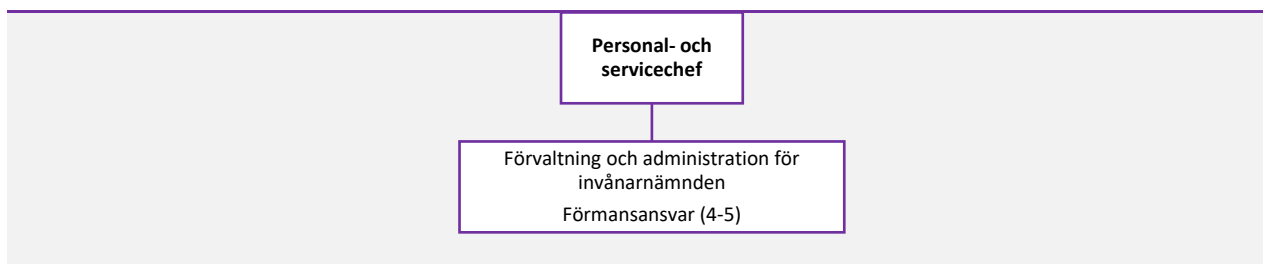 Personal- och
servicechef
Förvaltning och administration för
invånarnämnden
Förmansansvar (4-5)